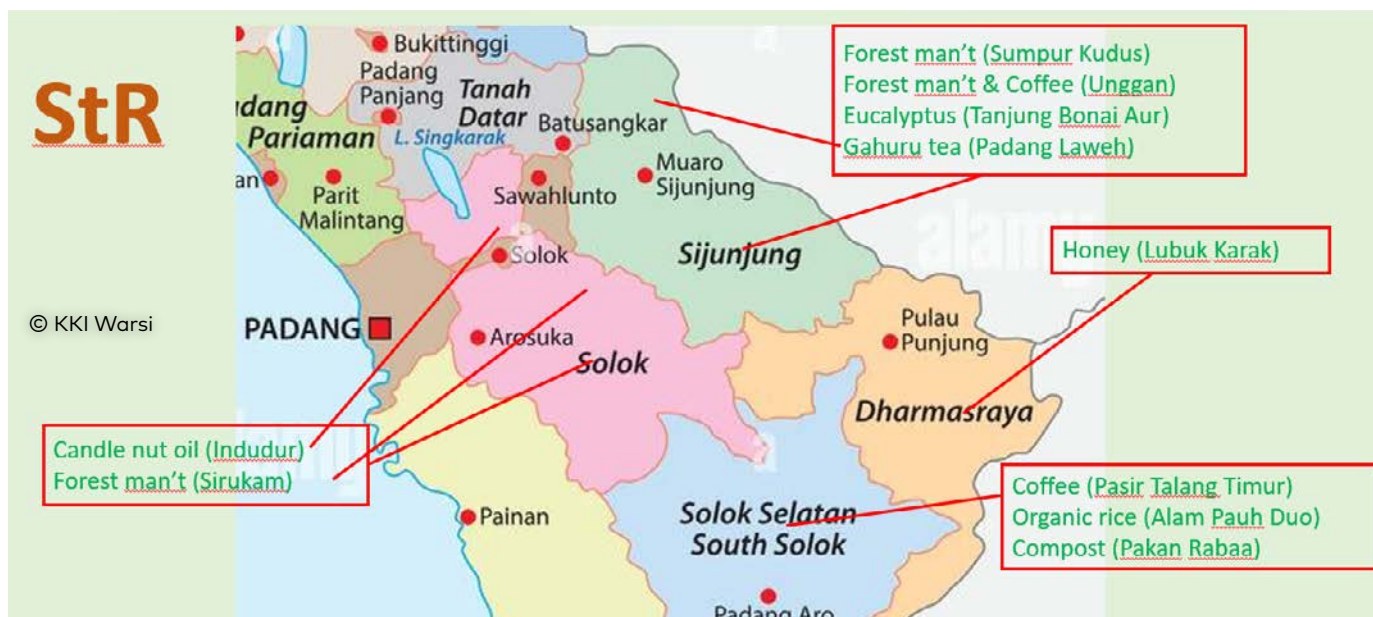 StR
© KKI Warsi
Bukittinggi
Padang
Panjang
Tanah
Datar
Batusangkar
L. Singkarak
dang
Pariaman
an
Parit
Malintang
Sawahlunto
Muaro
Sijunjung
Sijunjung
Solok
PADANG
Arosuka
Solok
Pulau
Punjung
Dharmasraya
Painan
Solok Selatan
South Solok
Padang Aro
Forest man't (Sumpur Kudus)
Forest man't & Coffee (Unggan)
Eucalyptus (Tanjung Bonai Aur)
Gahuru tea (Padang Laweh)
Honey (Lubuk Karak)
Candle nut oil (Indudur)
Forest man't (Sirukam)
Coffee (Pasir Talang Timur)
Organic rice (Alam Pauh Duo)
Compost (Pakan Rabaa)
alamy
a
a